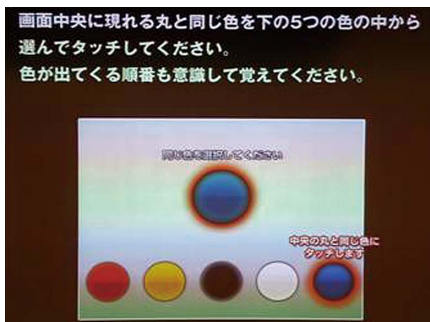 画面中央に現れる丸と同じ色を下の5つの色の中から
選んでタッチしてください。
色が出てくる順番も意識して覚えてください。
同じ色を選択してください
中央の丸と同じ色に
タッチします